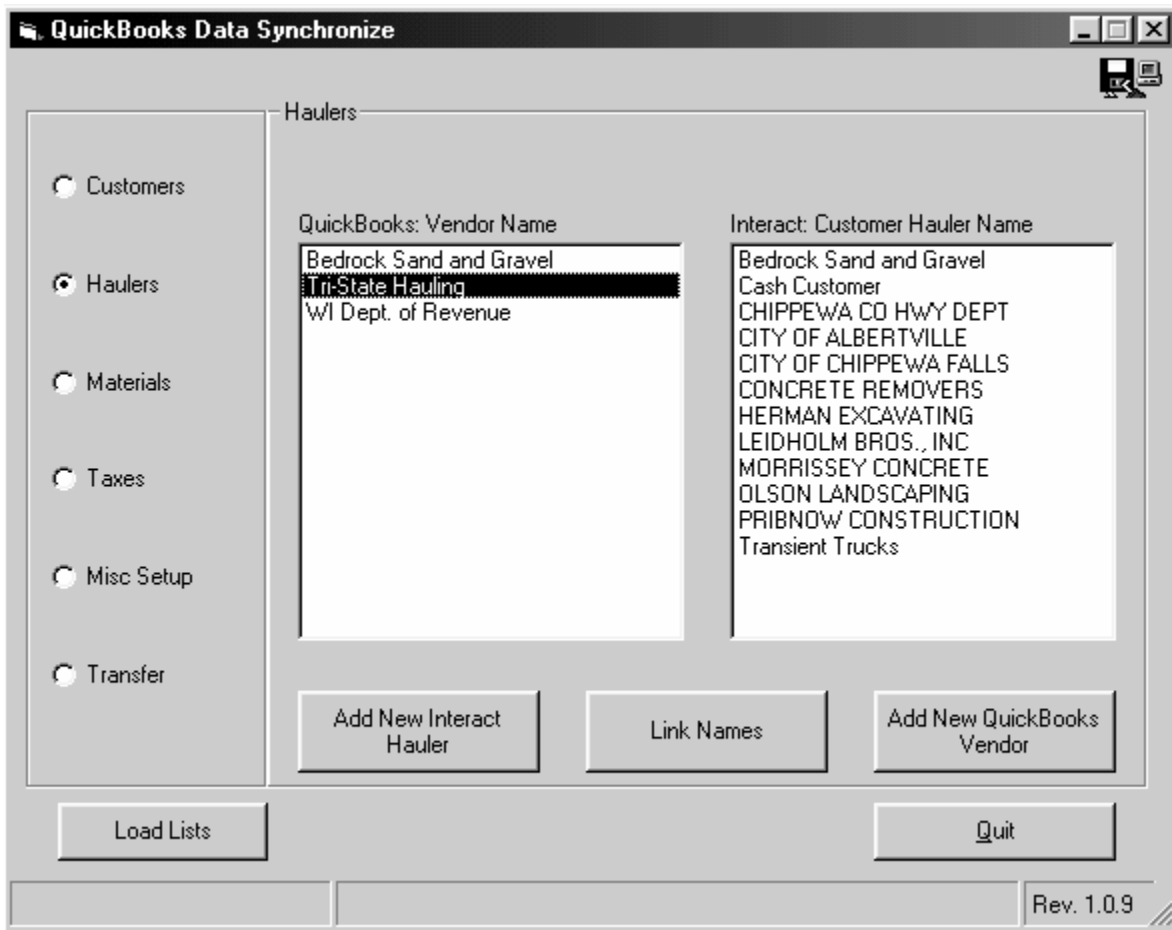 QuickBooks Data Synchronize
Haulers
Customers
Haulers
Materials
Taxes
Misc Setup
Transfer
QuickBooks: Vendor Name
Bedrock Sand and Gravel
Tri-State Hauling
WI Dept. of Revenue
Interact: Customer Hauler Name
Bedrock Sand and Gravel
Cash Customer
CHIPPEWA CO HWY DEPT
CITY OF ALBERTVILLE
CITY OF CHIPPEWA FALLS
CONCRETE REMOVERS
HERMAN EXCAVATING
LEIDHOLM BROS., INC
MORRISSEY CONCRETE
OLSON LANDSCAPING
PRIBNOW CONSTRUCTION
Transient Trucks
Add New Interact
Hauler
Link Names
Add New QuickBooks
Vendor
Load Lists
Quit
Rev. 1.0.9